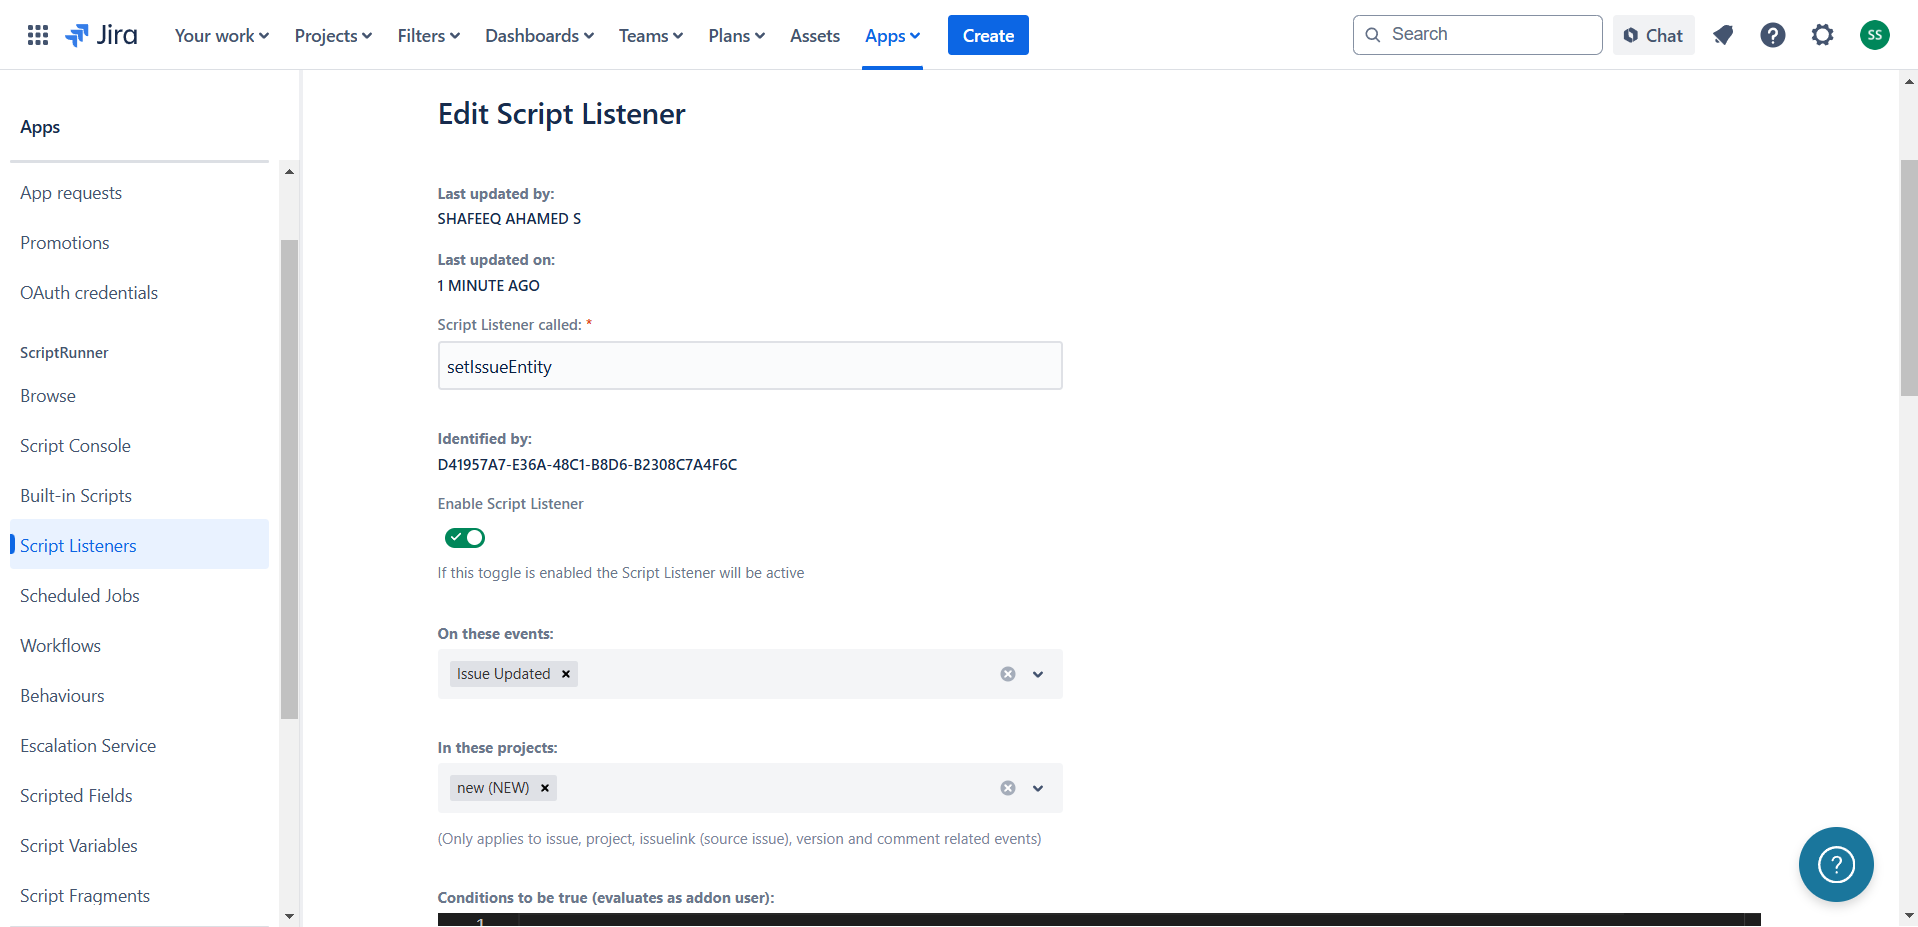 Jira
Your work
Projects
Filters
Dashboards
Teams
Plans
Assets
Apps
Create
Search
Chat
SS
Apps
App requests
Promotions
OAuth credentials
ScriptRunner
Browse
Script Console
Built-in Scripts
Script Listeners
Scheduled Jobs
Workflows
Behaviours
Escalation Service
Scripted Fields
Script Variables
Script Fragments
Edit Script Listener
Last updated by:
SHAFEEQ AHAMED S
Last updated on:
1 MINUTE AGO
Script Listener called: *
setIssueEntity
Identified by:
D41957A7-E36A-48C1-B8D6-B2308C7A4F6C
Enable Script Listener
If this toggle is enabled the Script Listener will be active
On these events:
Issue Updated
In these projects:
new (NEW)
(Only applies to issue, project, issuelink (source issue), version and comment related events)
Conditions to be true (evaluates as addon user):
1